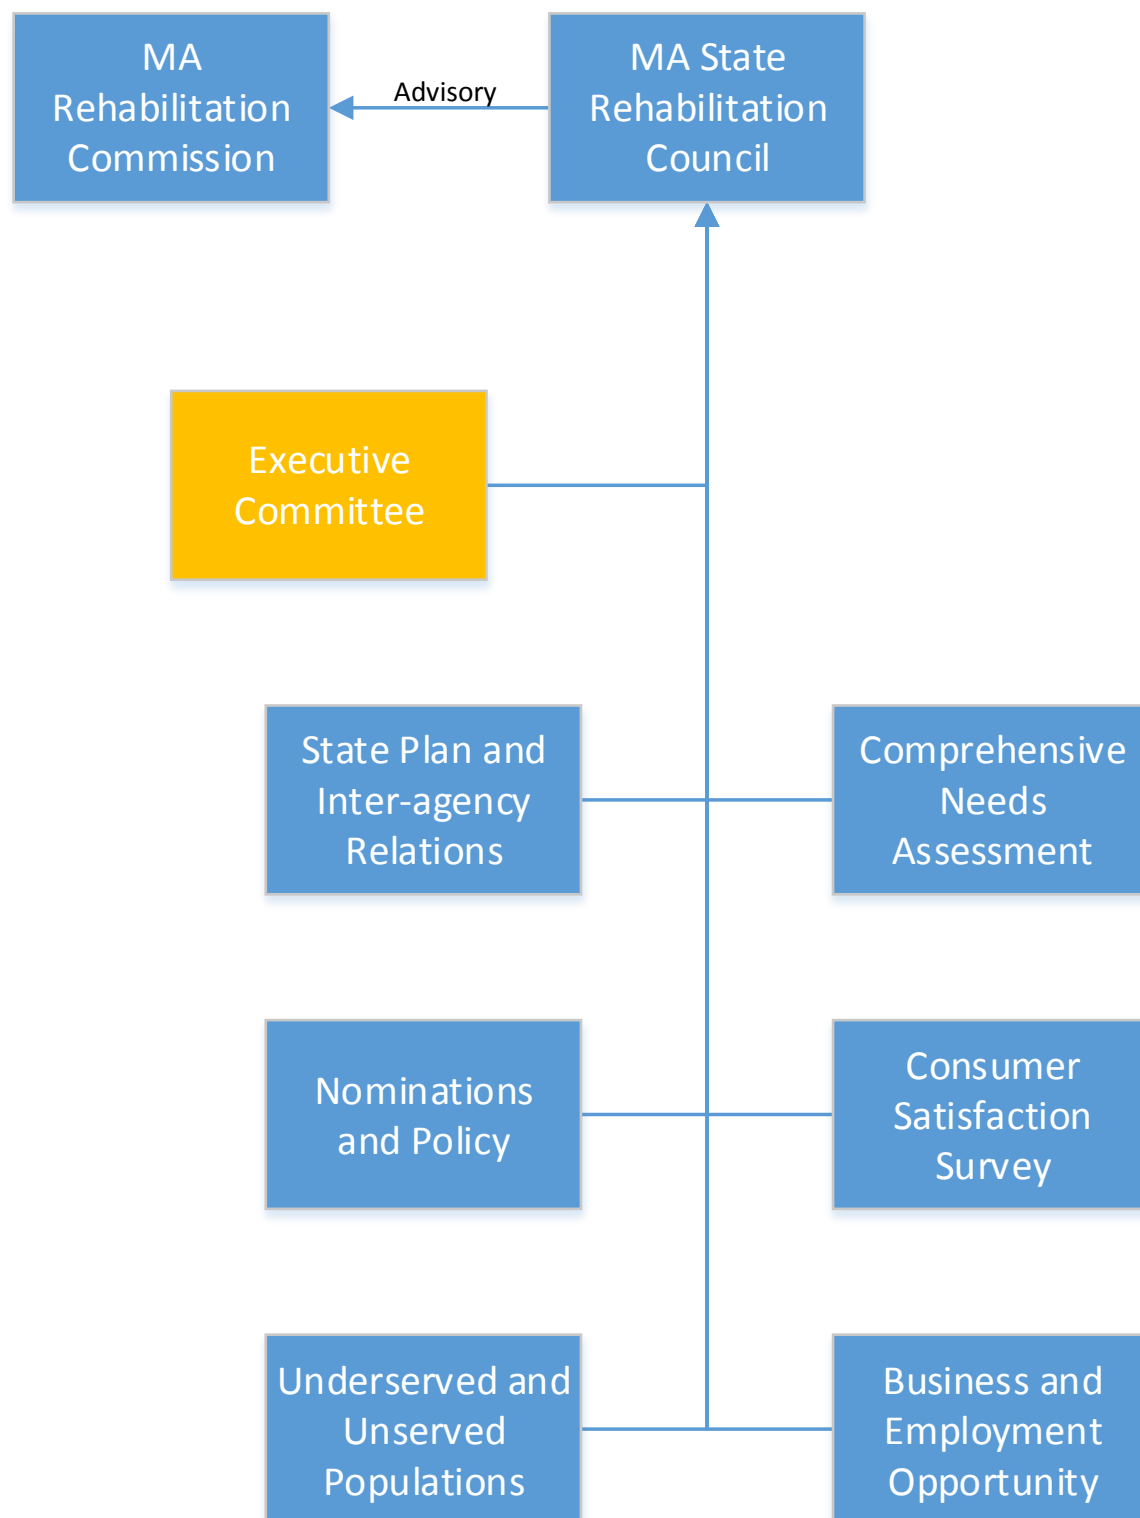 MA
Rehabilitation
Commission
Advisory
MA State
Rehabilitation
Council
Executive
Committee
State Plan and
Inter-agency
Relations
Comprehensive
Needs
Assessment
Nominations
and Policy
Consumer
Satisfaction
Survey
Underserved and
Unserved
Populations
Business and
Employment
Opportunity